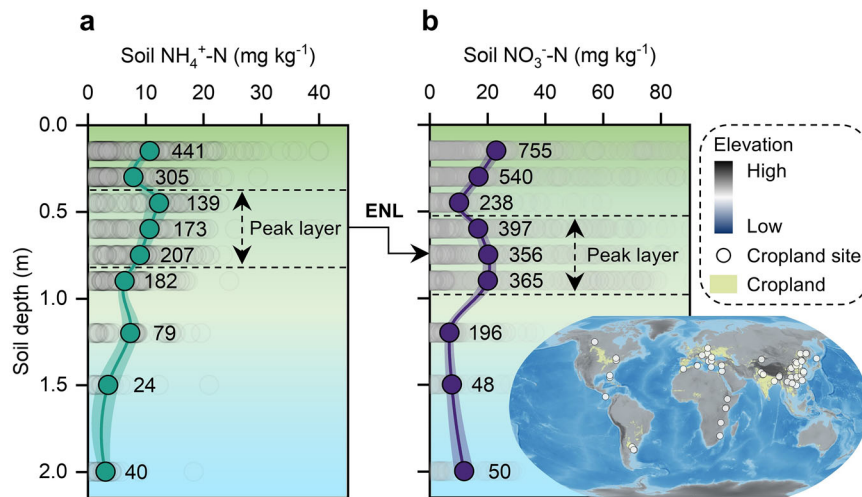 a
Soil NH₄⁺-N (mg kg⁻¹)
0 10 20 30 40
Soil depth (m)
0.0
0.5
1.0
1.5
2.0
441
305
139
173
207
182
79
24
40
Peak layer
ENL
b
Soil NO₃⁻-N (mg kg⁻¹)
0 20 40 60 80
755
540
238
397
356
365
196
48
50
Peak layer
Elevation
High
Low
Cropland site
Cropland